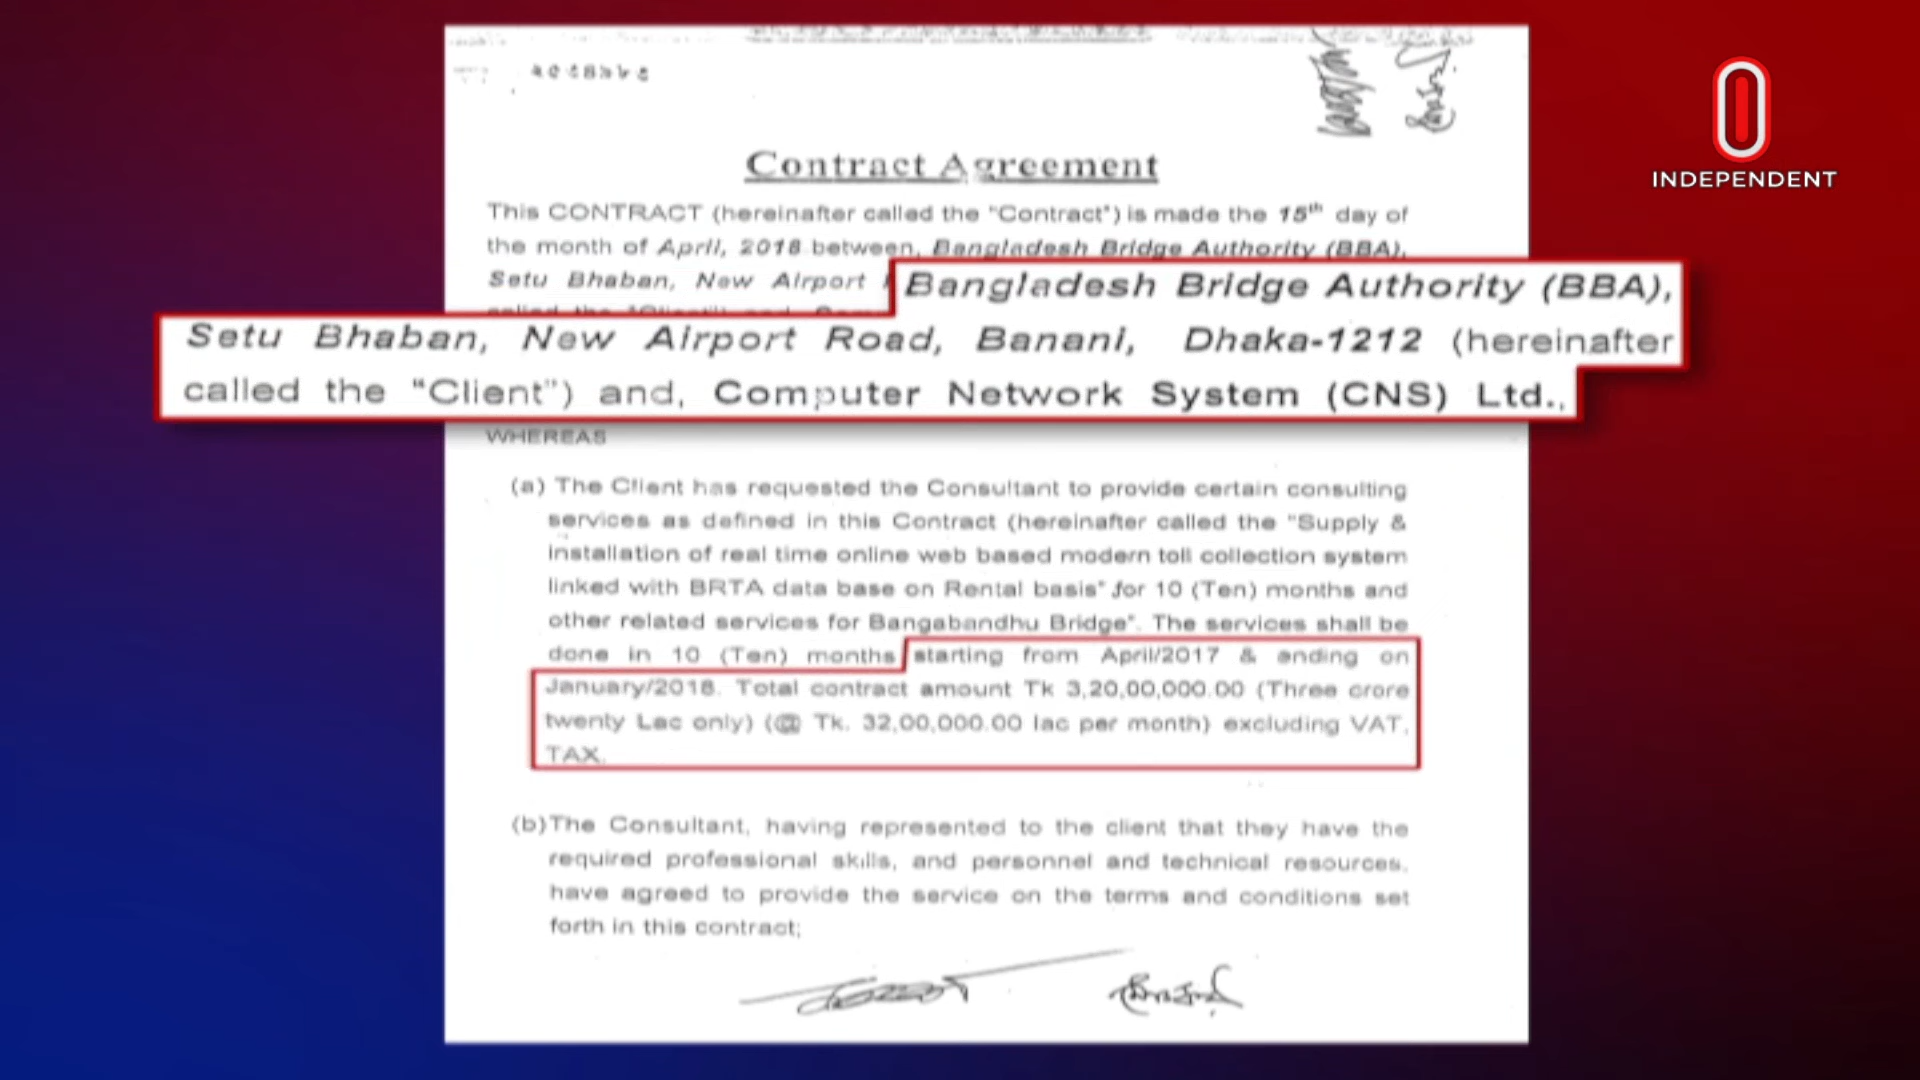 ৭০৫৪৯৮৫
Contract Agreement
This CONTRACT (hereinafter called the "Contract") is made the 15th day of
the month of April, 2018 between, Bangladesh Bridge Authority (BBA),
Setu Bhaban, New Airport
Bangladesh Bridge Authority (BBA),
Setu Bhaban, New Airport Road, Banani, Dhaka-1212 (hereinafter
called the "Client") and, Computer Network System (CNS) Ltd.,
WHEREAS
(a) The Client has requested the Consultant to provide certain consulting
services as defined in this Contract (hereinafter called the "Supply &
installation of real time online web based modern toll collection system
linked with BRTA data base on Rental basis" for 10 (Ten) months and
other related services for Bangabandhu Bridge". The services shall be
done in 10 (Ten) months starting from April/2017 & ending on
January/2018. Total contract amount Tk 3,20,00,000.00 (Three crore
twenty Lac only) (@ Tk. 32,00,000.00 lac per month) excluding VAT,
TAX.
(b)The Consultant, having represented to the client that they have the
required professional skills, and personnel and technical resources,
have agreed to provide the service on the terms and conditions set
forth in this contract;
INDEPENDENT